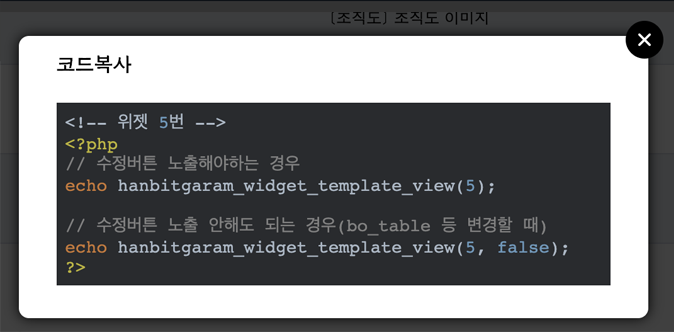 [조직도] 조직도 이미지
코드복사
<!-- 위젯 5번 -->
<?php
// 수정버튼 노출해야하는 경우
echo hanbitgaram_widget_template_view(5);
// 수정버튼 노출 안해도 되는 경우(bo_table 등 변경할 때)
echo hanbitgaram_widget_template_view(5, false);
?>